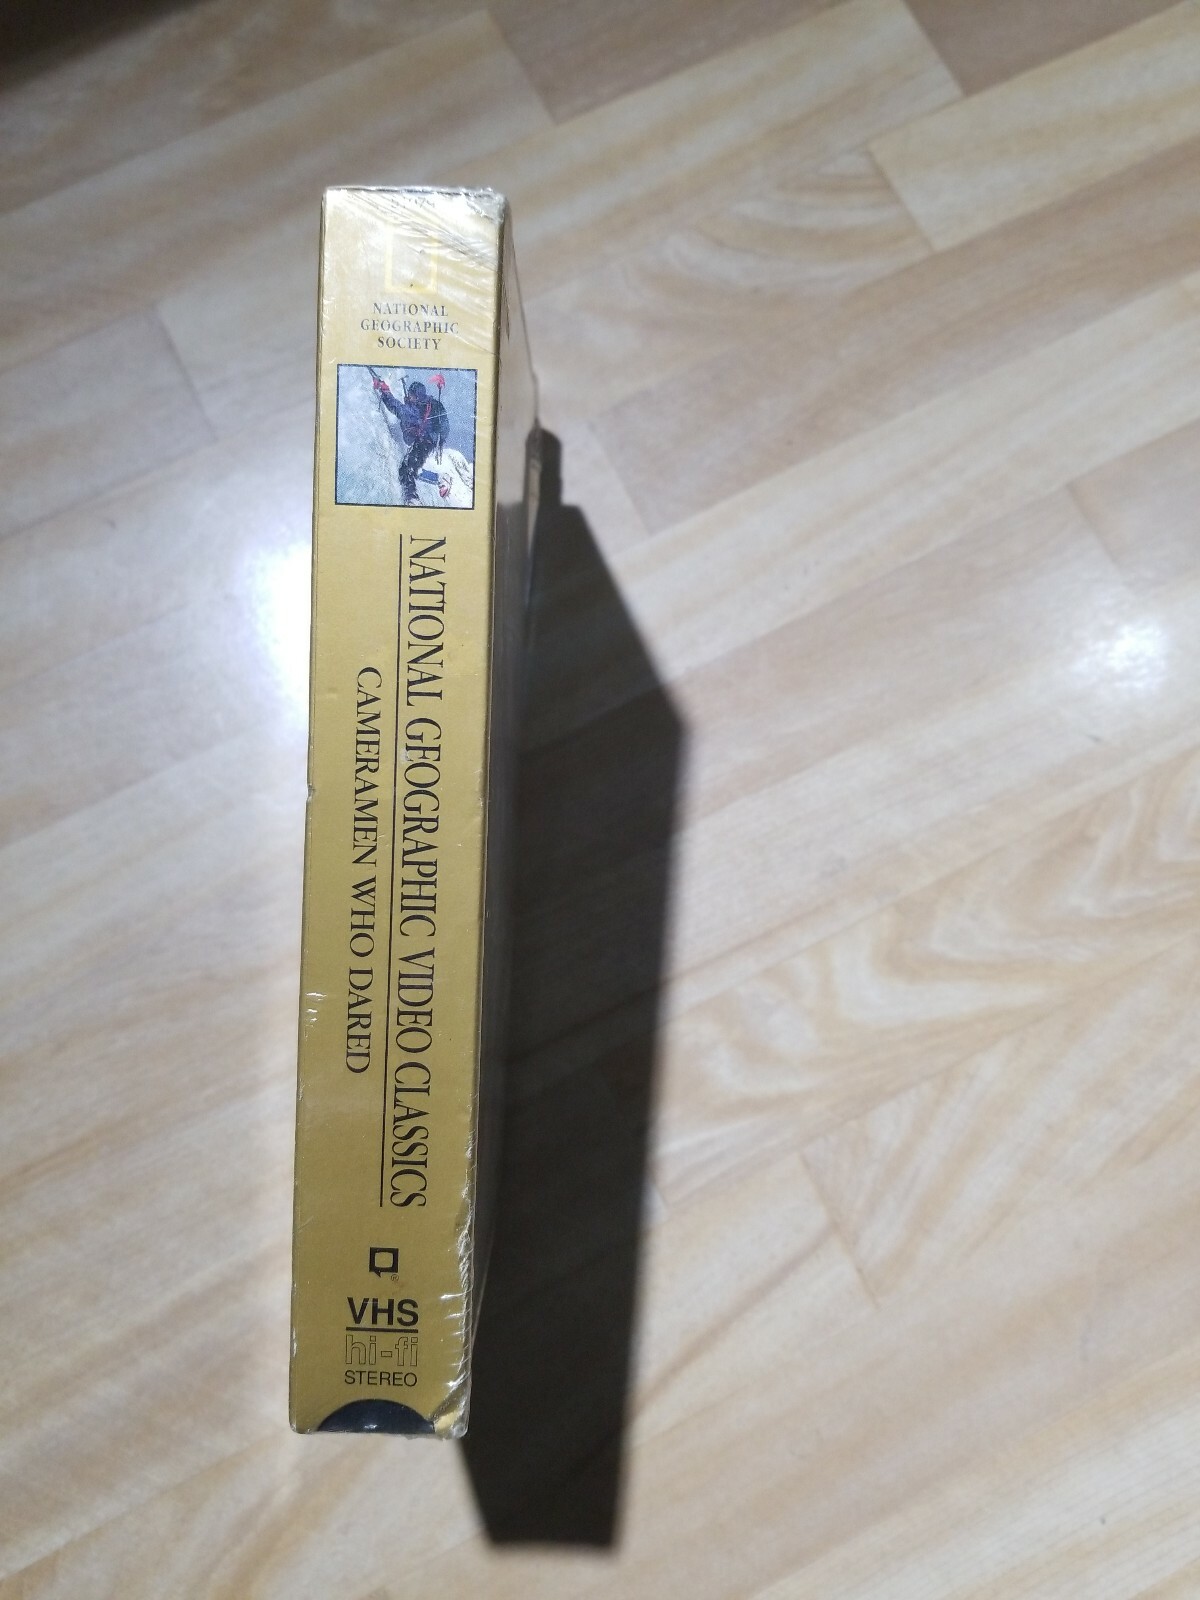 NATIONAL
GEOGRAPHIC
SOCIETY
NATIONAL GEOGRAPHIC VIDEO CLASSICS
CAMERAMEN WHO DARED
®
VHS
hi-fi
STEREO